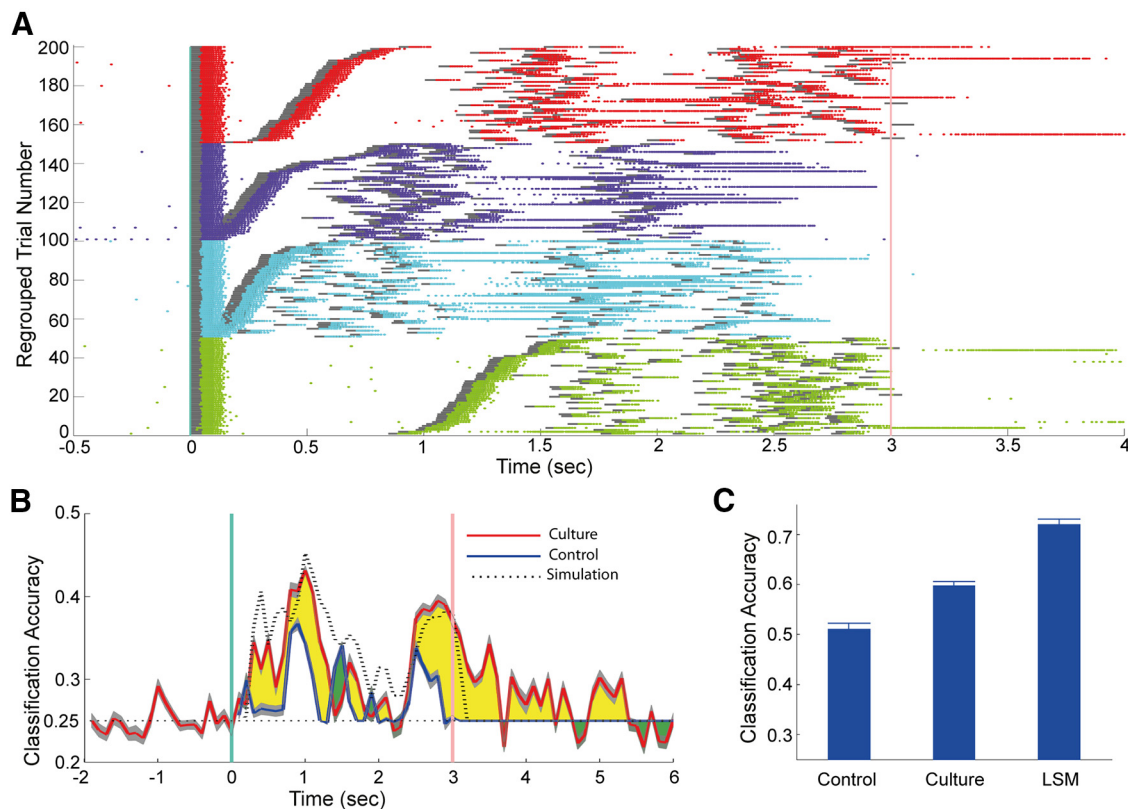 A
200
180
160
140
120
100
80
60
40
20
0
Regrouped Trial Number
-0.5
0
0.5
1
1.5
2
2.5
3
3.5
4
Time (sec)
B
0.5
0.4
0.3
0.25
0.2
Classification Accuracy
Culture
Control
Simulation
-2
-1
0
1
2
3
4
5
6
Time (sec)
C
0.7
0.6
0.5
0.4
0.3
Classification Accuracy
Control
Culture
LSM